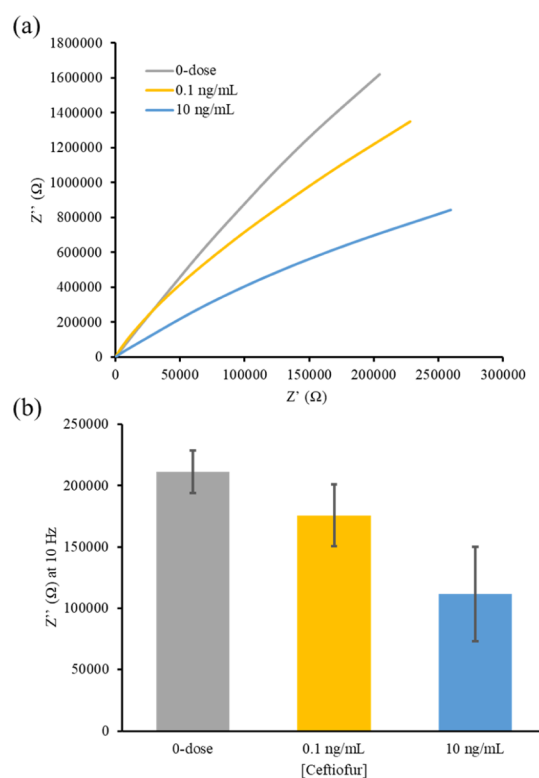 (a)
1800000
1600000
1400000
1200000
1000000
800000
600000
400000
200000
0
Z`` (Ω)
0-dose
0.1 ng/mL
10 ng/mL
0 50000 100000 150000 200000 250000 300000
Z’ (Ω)
(b)
250000
200000
150000
100000
50000
0
Z`` (Ω) at 10 Hz
0-dose 0.1 ng/mL 10 ng/mL
[Ceftiofur]